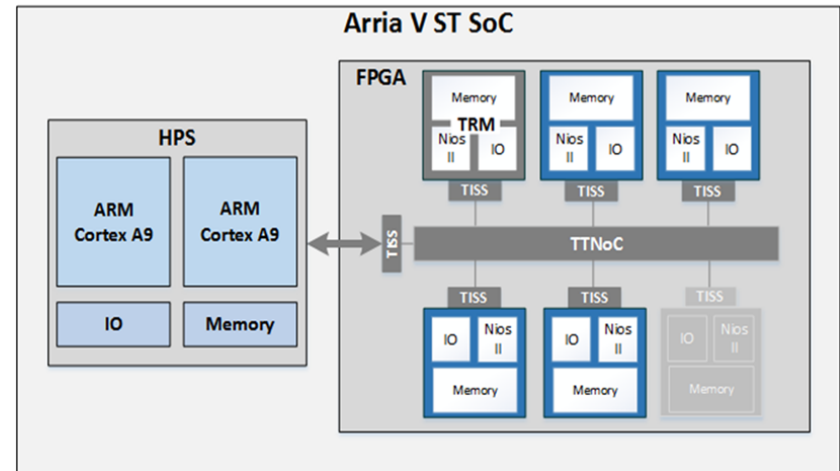 Arria V ST SoC
FPGA
HPS
ARM
Cortex A9
ARM
Cortex A9
IO
Memory
Memory
TRM
Nios
II
IO
TISS
Memory
Nios
II
IO
TISS
Memory
Nios
II
IO
TISS
TISS
TTNoC
TISS
IO
Nios
II
Memory
TISS
IO
Nios
II
Memory
TISS
IO
Nios
II
Memory